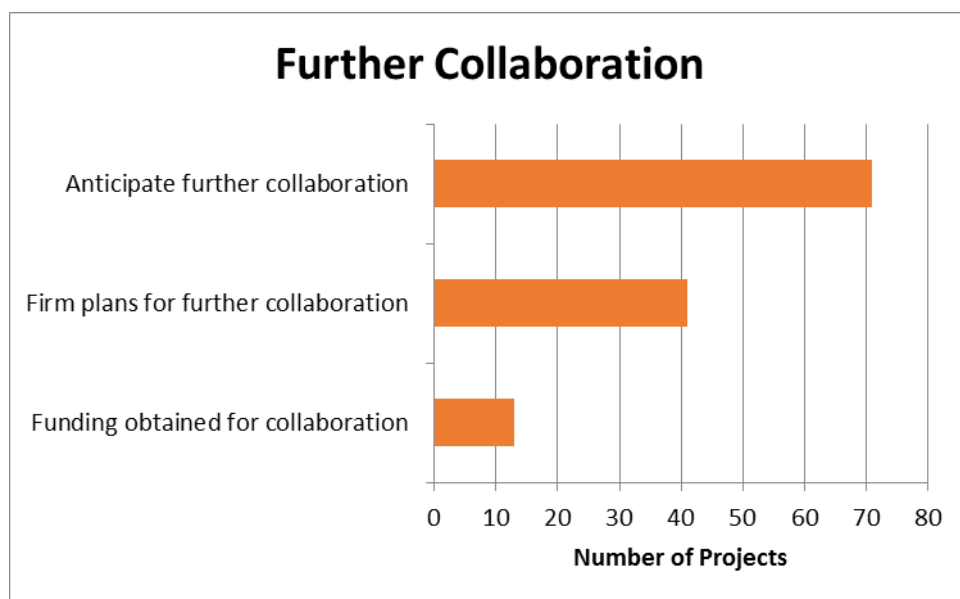 Further Collaboration
Anticipate further collaboration
Firm plans for further collaboration
Funding obtained for collaboration
0 10 20 30 40 50 60 70 80
Number of Projects